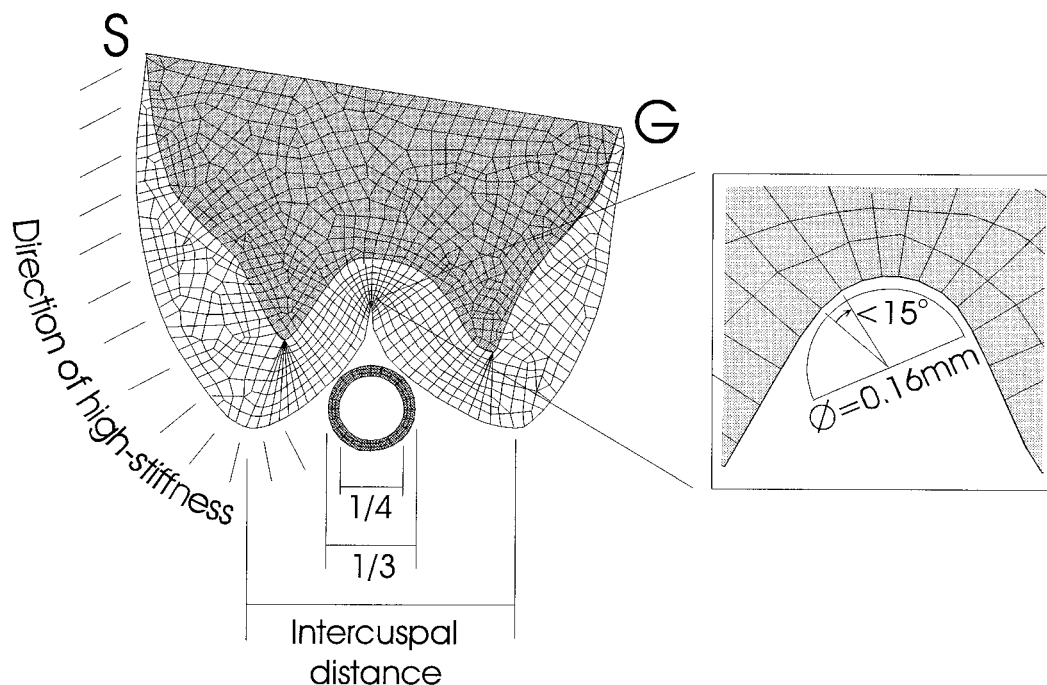 S
G
Direction of high-stiffness
<15°
Ø=0.16mm
1/4
1/3
Intercuspal
distance